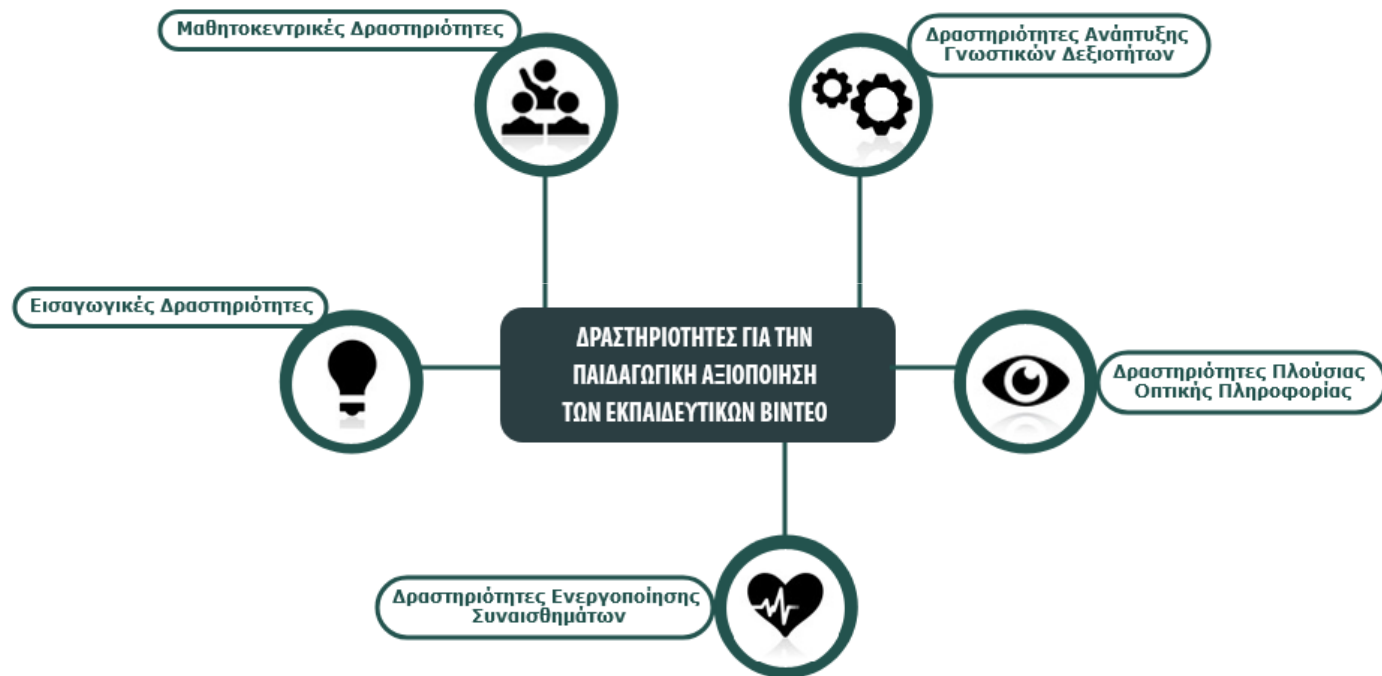 Μαθητοκεντρικές Δραστηριότητες
Δραστηριότητες Ανάπτυξης
Γνωστικών Δεξιοτήτων
Εισαγωγικές Δραστηριότητες
ΔΡΑΣΤΗΡΙΟΤΗΤΕΣ ΓΙΑ ΤΗΝ
ΠΑΙΔΑΓΩΓΙΚΗ ΑΞΙΟΠΟΙΗΣΗ
ΤΩΝ ΕΚΠΑΙΔΕΥΤΙΚΩΝ ΒΙΝΤΕΟ
Δραστηριότητες Πλούσιας
Οπτικής Πληροφορίας
Δραστηριότητες Ενεργοποίησης
Συναισθημάτων